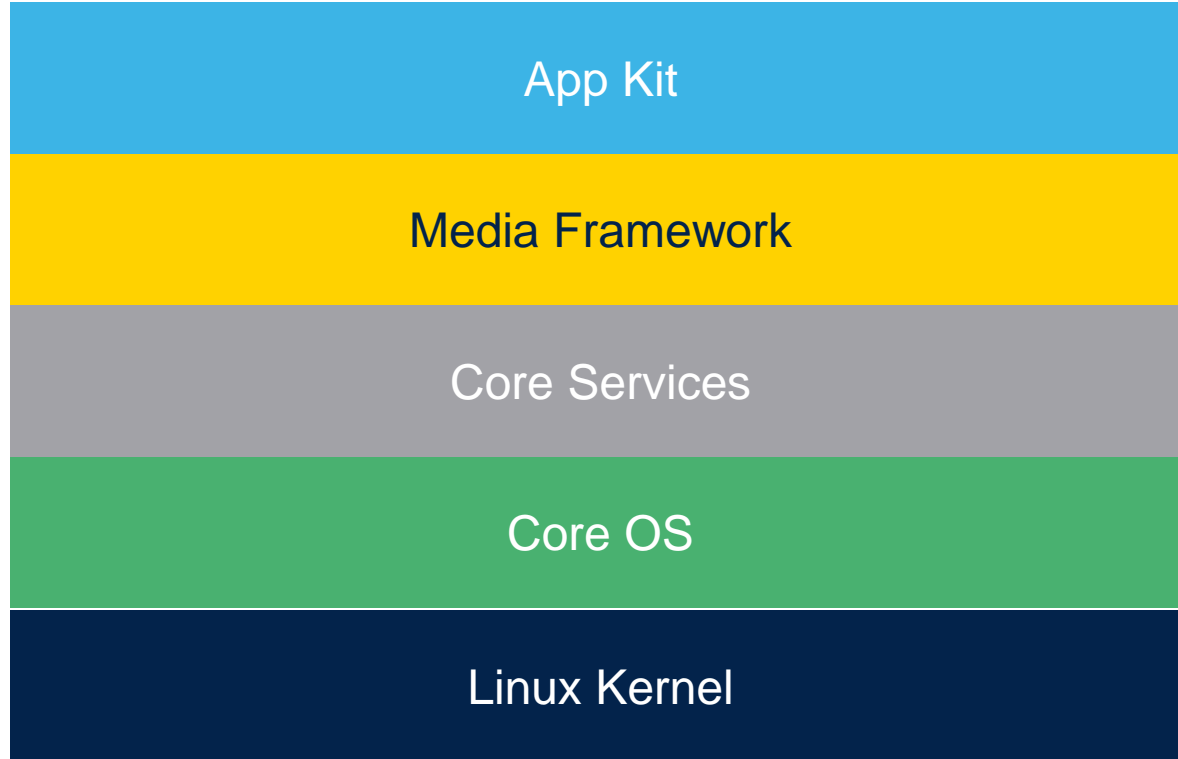 App Kit
Media Framework
Core Services
Core OS
Linux Kernel